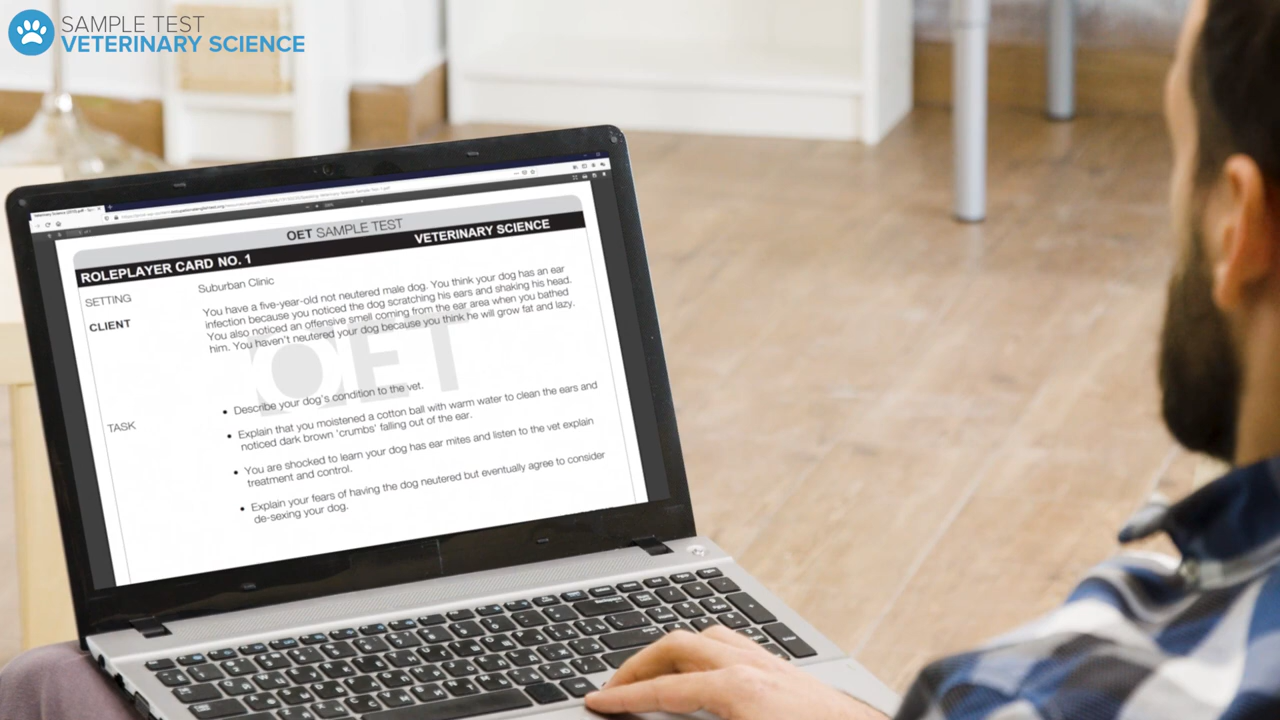 SAMPLE TEST
VETERINARY SCIENCE
OET SAMPLE TEST
ROLEPLAYER CARD NO. 1
VETERINARY SCIENCE
SETTING
Suburban Clinic
CLIENT
You have a five-year-old not neutered male dog. You think your dog has an ear
infection because you noticed the dog scratching his ears and shaking his head.
You also noticed an offensive smell coming from the ear area when you bathed
him. You haven't neutered your dog because you think he will grow fat and lazy.
OET
TASK
• Describe your dog's condition to the vet.
• Explain that you moistened a cotton ball with warm water to clean the ears and
noticed dark brown 'crumbs' falling out of the ear.
• You are shocked to learn your dog has ear mites and listen to the vet explain
treatment and control.
• Explain your fears of having the dog neutered but eventually agree to consider
de-sexing your dog.